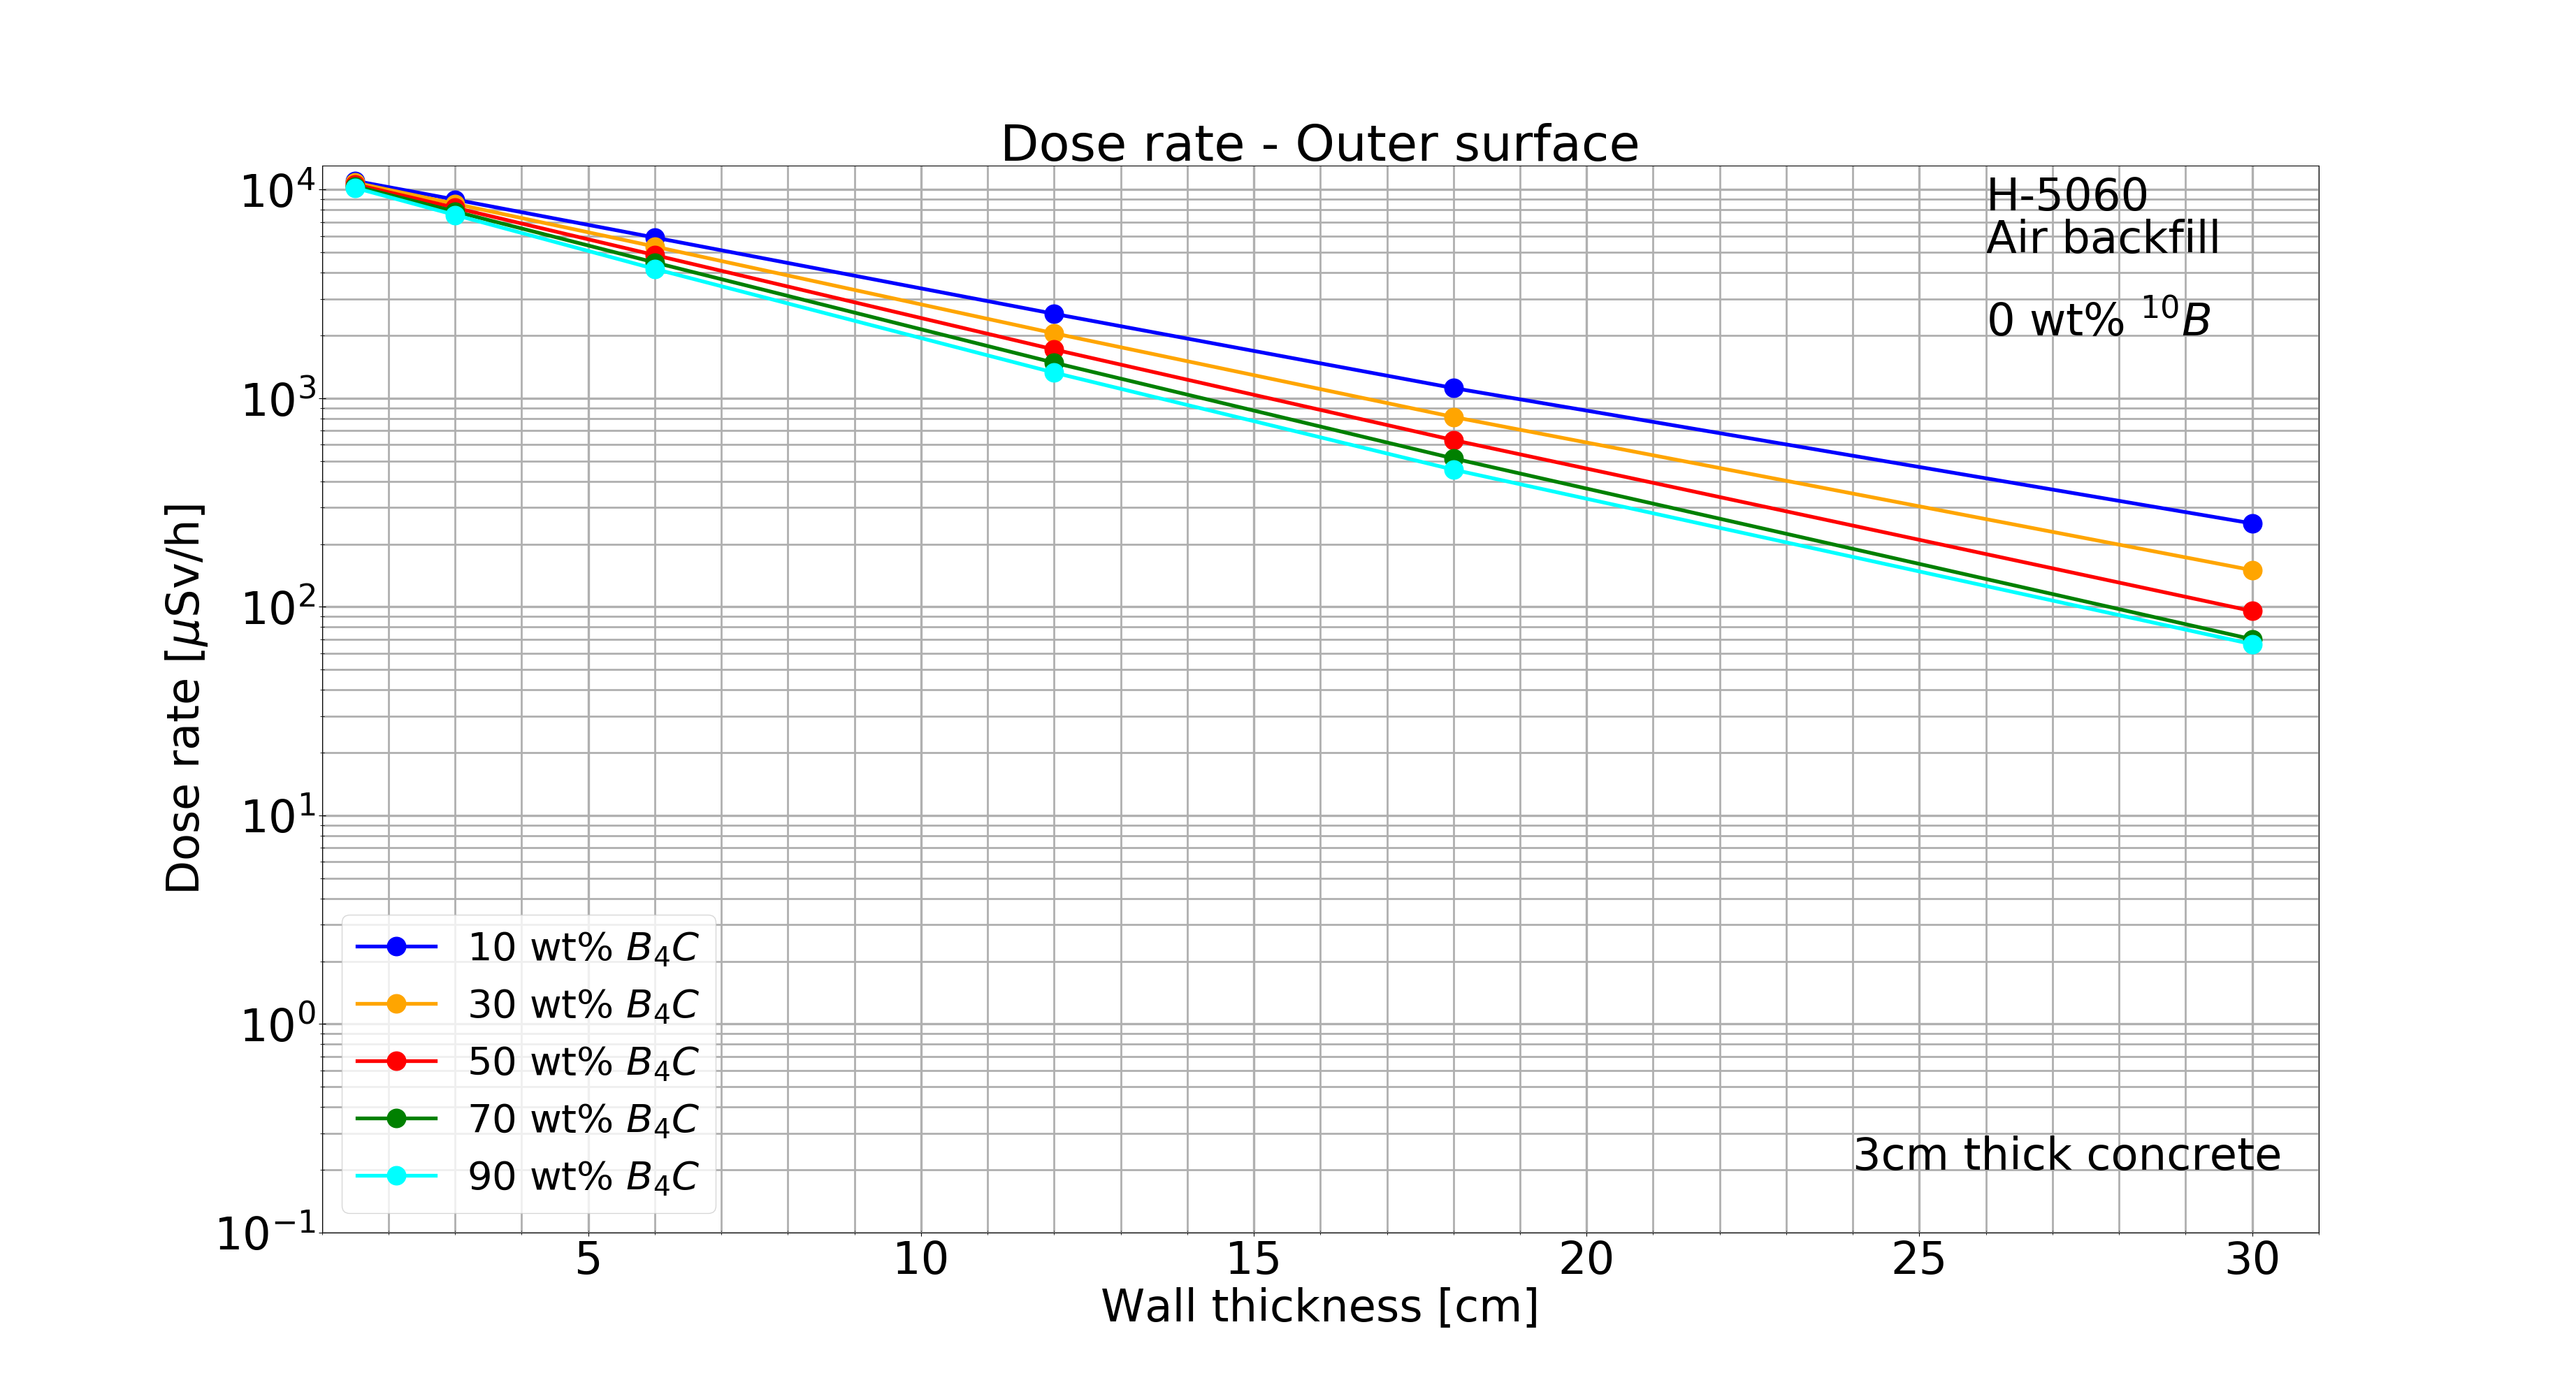 Dose rate - Outer surface
H-5060
Air backfill
0 wt% ¹⁰B
10⁴
10³
10²
10¹
10⁰
10⁻¹
Dose rate [μSv/h]
10 wt% B₄C
30 wt% B₄C
50 wt% B₄C
70 wt% B₄C
90 wt% B₄C
3cm thick concrete
5 10 15 20 25 30
Wall thickness [cm]